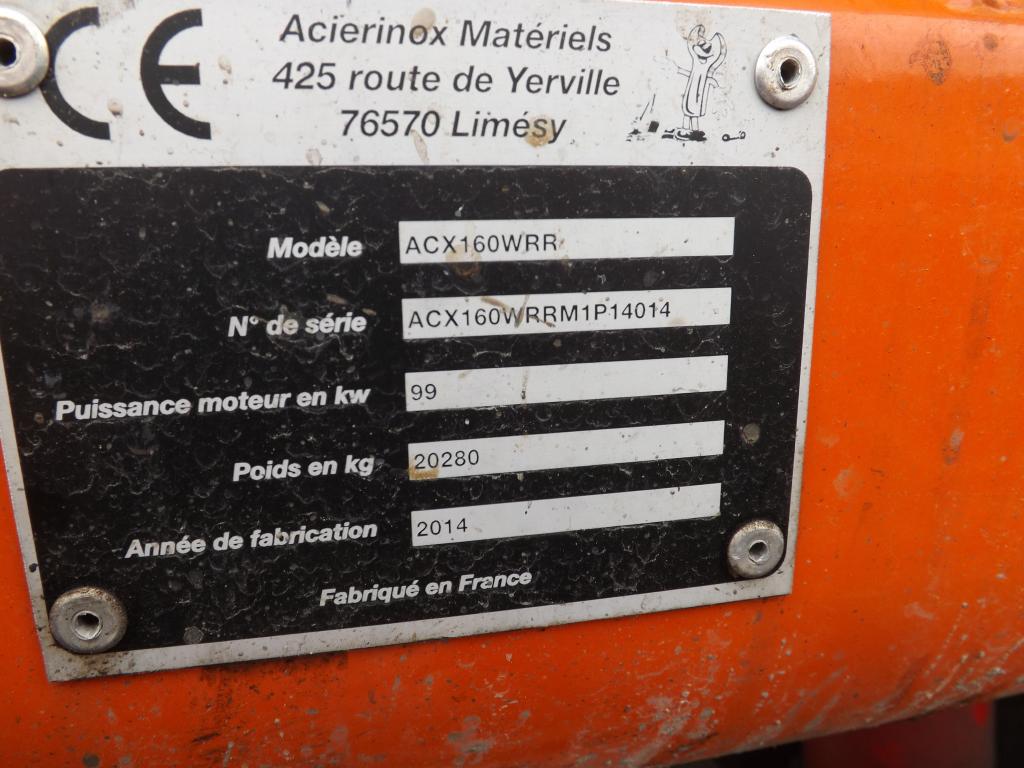 CE
Acierinox Matériels
425 route de Yerville
76570 Limésy
Modèle ACX160WRR
N° de série ACX160WRRM1P14014
Puissance moteur en kw 99
Poids en kg 20280
Année de fabrication 2014
Fabriqué en France